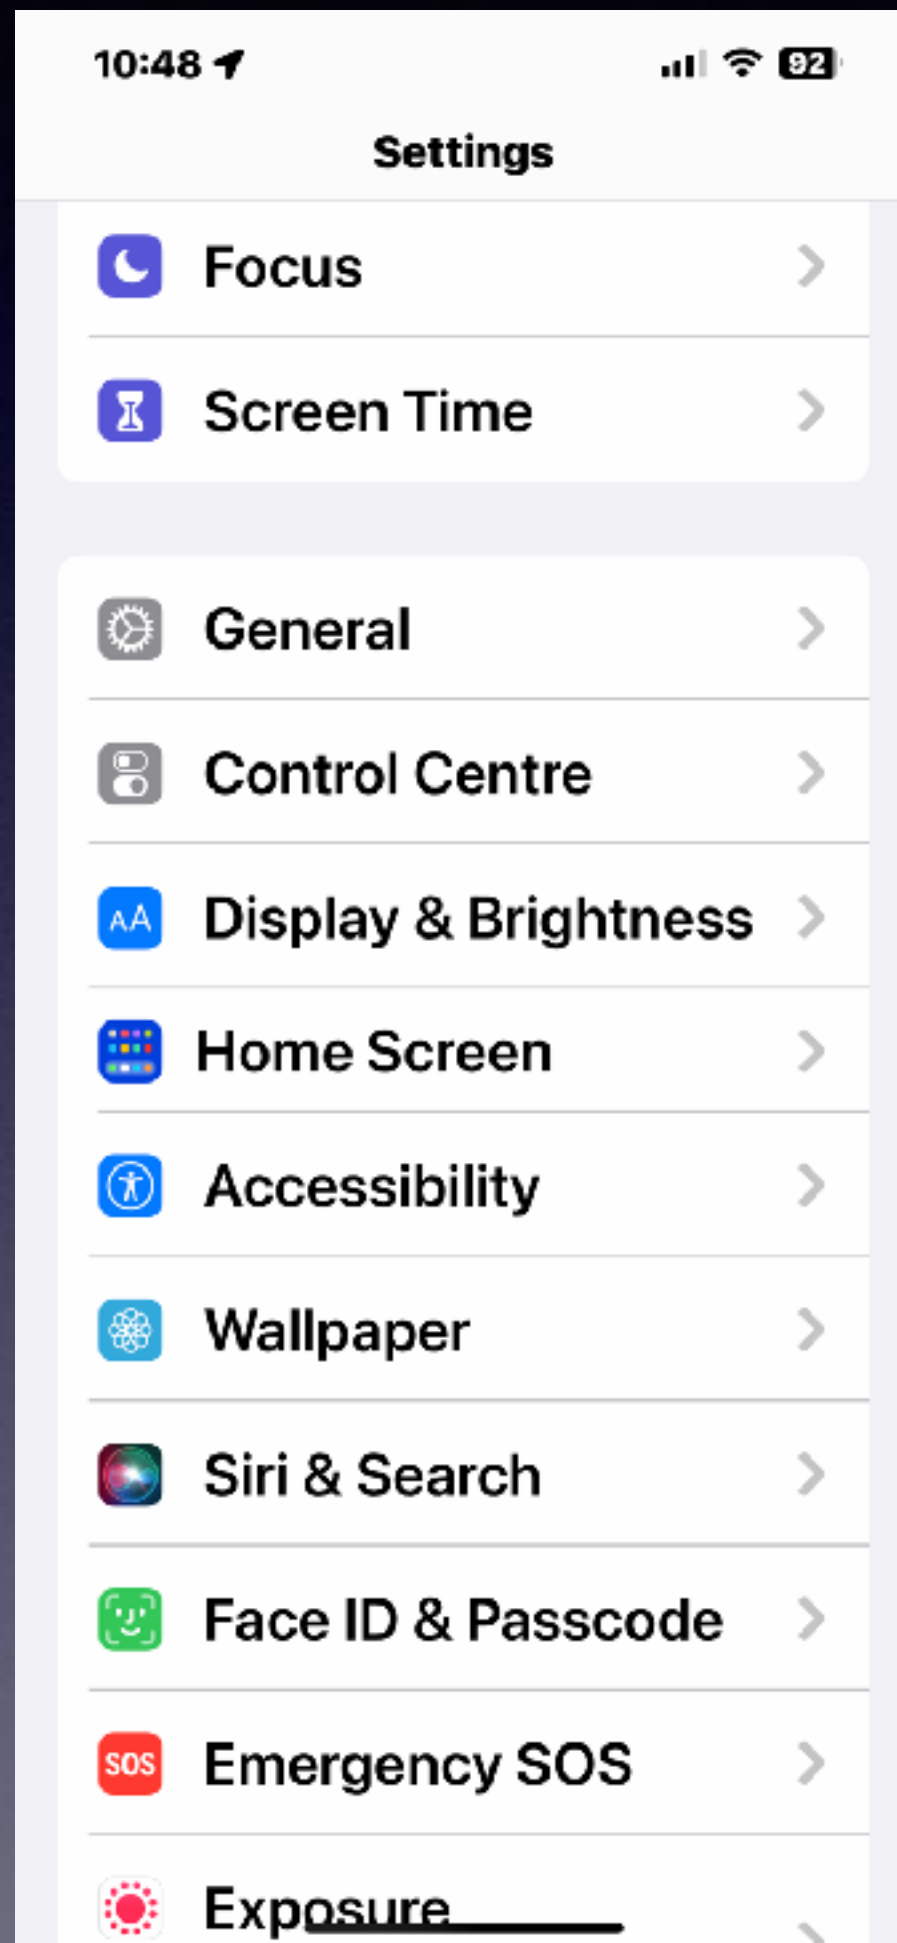 10:48
92
Settings
Focus
Screen Time
General
Control Centre
AA Display & Brightness
Home Screen
Accessibility
Wallpaper
Siri & Search
Face ID & Passcode
SOS Emergency SOS
Exposure